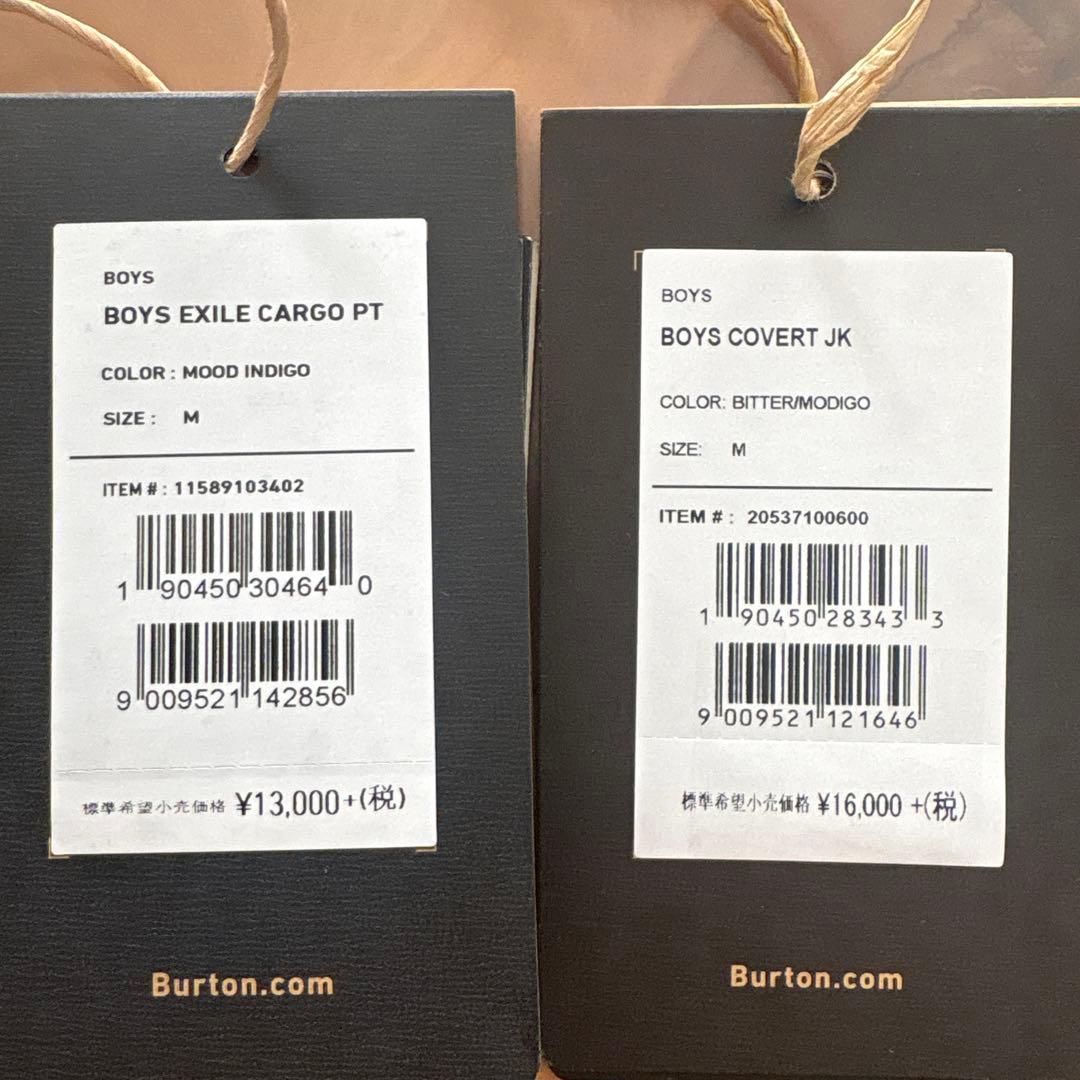 BOYS
BOYS EXILE CARGO PT
COLOR : MOOD INDIGO
SIZE : M
ITEM # : 11589103402
1 90450 30464 0
9 009521 142856
標準希望小売価格 ¥13,000+(税)
Burton.com
BOYS
BOYS COVERT JK
COLOR: BITTER/MODIGO
SIZE: M
ITEM # : 20537100600
1 90450 28343 3
9 009521 121646
標準希望小売価格 ¥16,000 +(税)
Burton.com